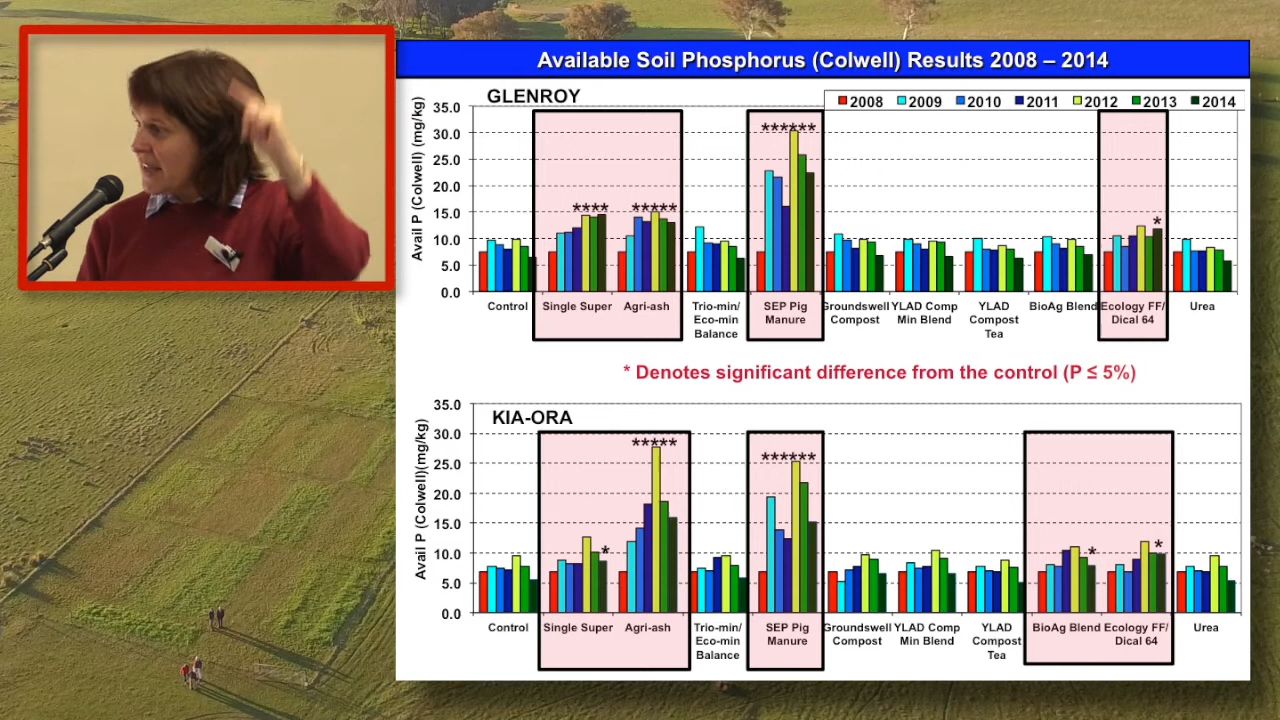 Available Soil Phosphorus (Colwell) Results 2008 – 2014
GLENROY
2008 2009 2010 2011 2012 2013 2014
Avail P (Colwell) (mg/kg)
35.0
30.0
25.0
20.0
15.0
10.0
5.0
0.0
****
*****
******
*
Control Single Super Agri-ash Trio-min/ SEP Pig Groundswell YLAD Comp YLAD BioAg Blend Ecology FF/ Urea
Eco-min Manure Compost Min Blend Compost Dical 64
Balance Tea
* Denotes significant difference from the control (P ≤ 5%)
KIA-ORA
Avail P (Colwell)(mg/kg)
35.0
30.0
25.0
20.0
15.0
10.0
5.0
0.0
*
*****
******
*
*
Control Single Super Agri-ash Trio-min/ SEP Pig Groundswell YLAD Comp YLAD BioAg Blend Ecology FF/ Urea
Eco-min Manure Compost Min Blend Compost Dical 64
Balance Tea